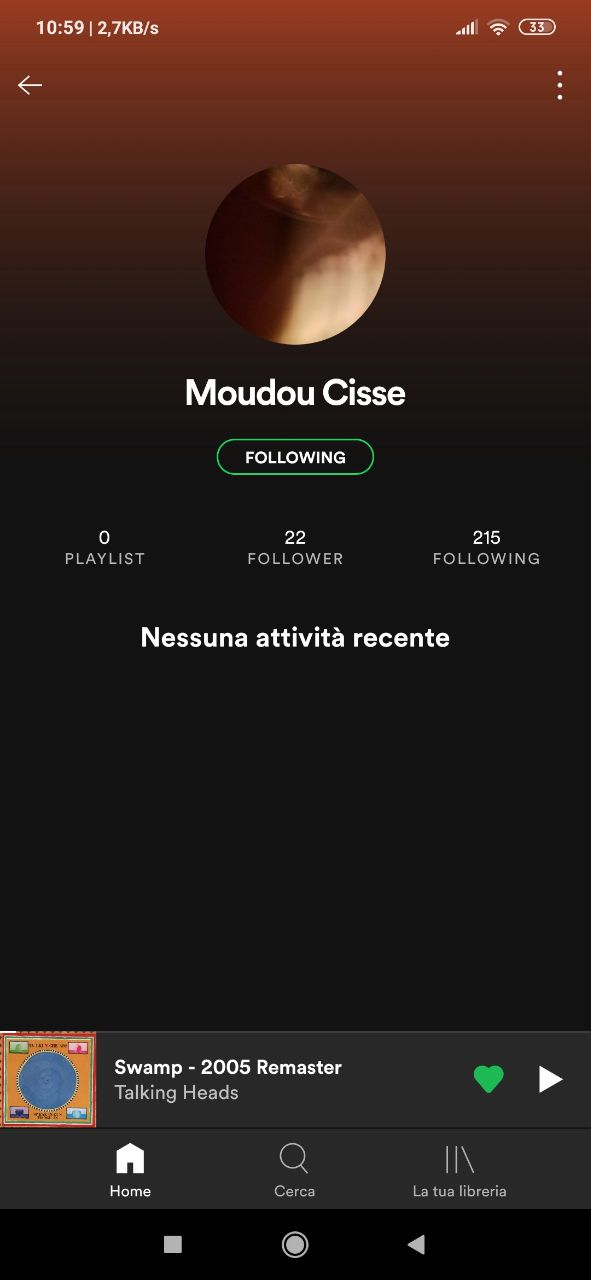 10:59 | 2,7KB/s
33
Moudou Cisse
FOLLOWING
0
PLAYLIST
22
FOLLOWER
215
FOLLOWING
Nessuna attività recente
Swamp - 2005 Remaster
Talking Heads
Home
Cerca
La tua libreria